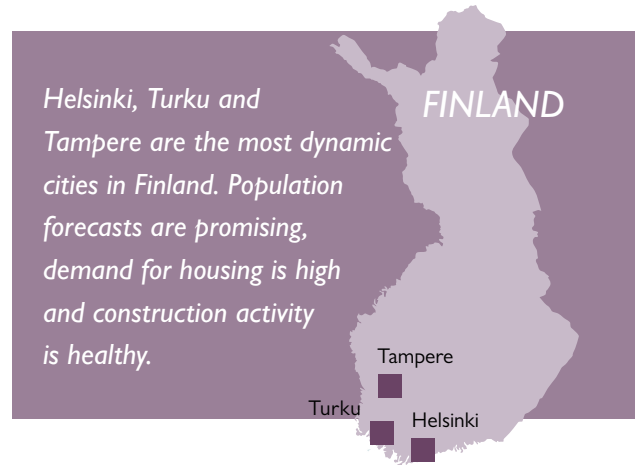 Helsinki, Turku and
Tampere are the most dynamic
cities in Finland. Population
forecasts are promising,
demand for housing is high
and construction activity
is healthy.
FINLAND
Tampere
Turku
Helsinki